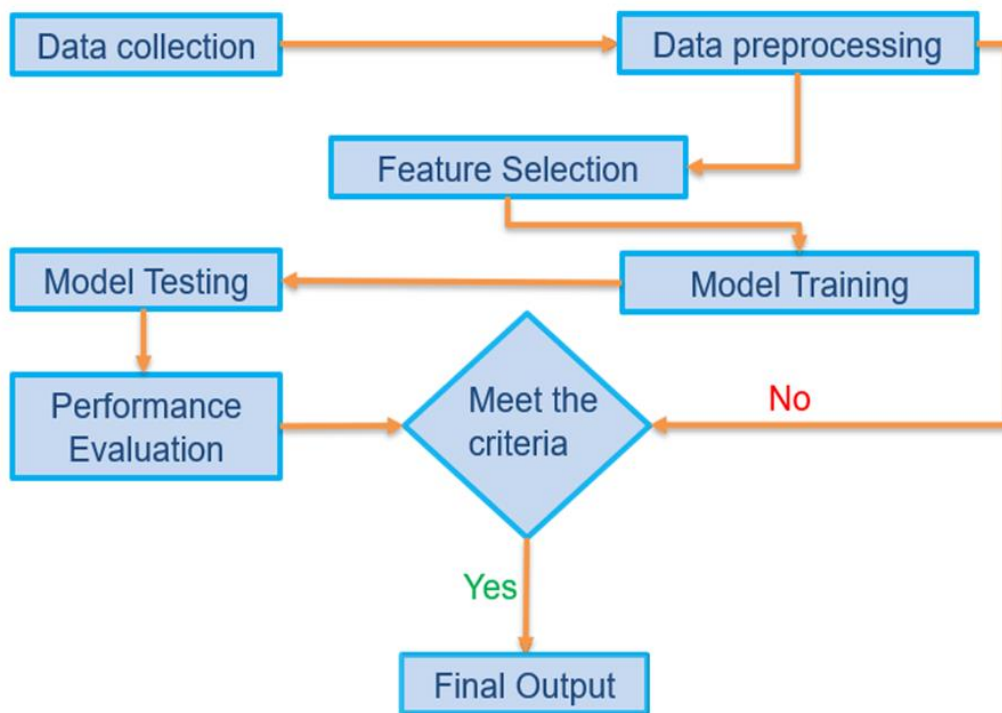 Data collection
Data preprocessing
Feature Selection
Model Testing
Model Training
Performance
Evaluation
Meet the
criteria
No
Yes
Final Output